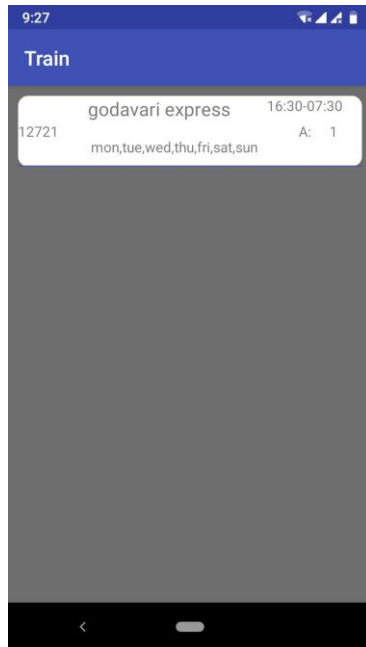 9:27
Train
godavari express 16:30-07:30
12721 A: 1
mon,tue,wed,thu,fri,sat,sun